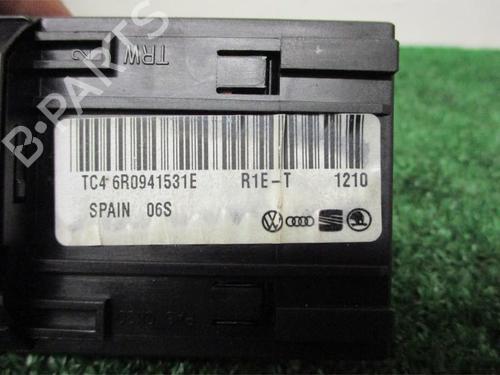 TRW
B-PARTS
TC4 6R0941531E R1E-T 1210
SPAIN 06S